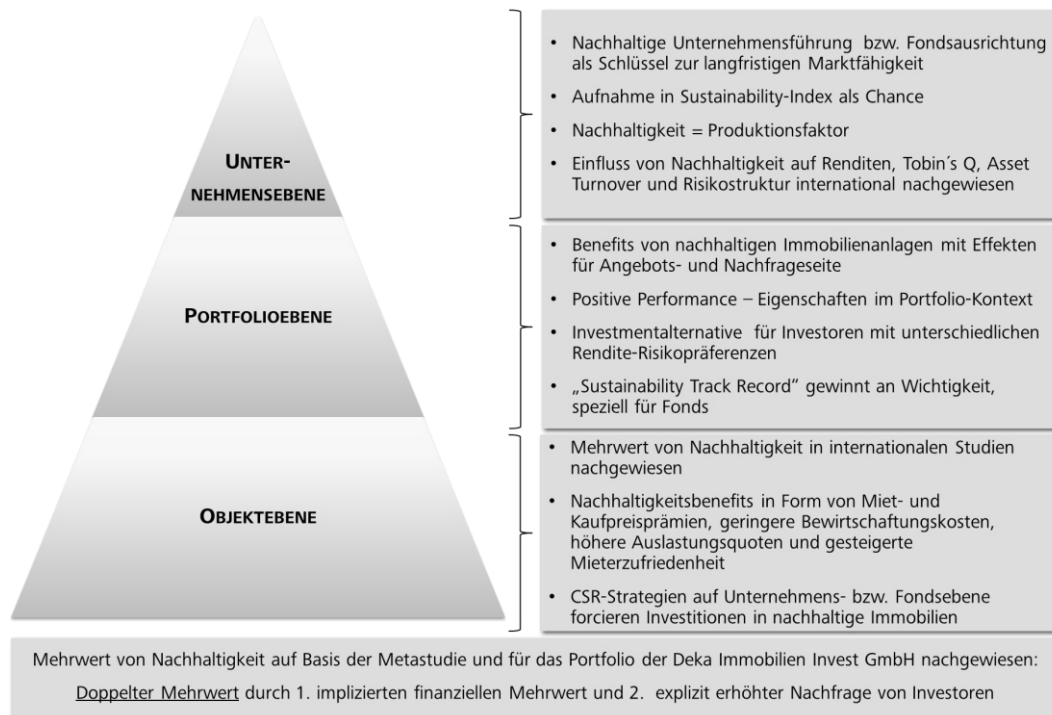 UNTER-
NEHMENSEBENE
• Nachhaltige Unternehmensführung bzw. Fondsausrichtung
als Schlüssel zur langfristigen Marktfähigkeit
• Aufnahme in Sustainability-Index als Chance
• Nachhaltigkeit = Produktionsfaktor
• Einfluss von Nachhaltigkeit auf Renditen, Tobin´s Q, Asset
Turnover und Risikostruktur international nachgewiesen
PORTFOLIOEBENE
• Benefits von nachhaltigen Immobilienanlagen mit Effekten
für Angebots- und Nachfrageseite
• Positive Performance – Eigenschaften im Portfolio-Kontext
• Investmentalternative für Investoren mit unterschiedlichen
Rendite-Risikopräferenzen
• „Sustainability Track Record" gewinnt an Wichtigkeit,
speziell für Fonds
OBJEKTEBENE
• Mehrwert von Nachhaltigkeit in internationalen Studien
nachgewiesen
• Nachhaltigkeitsbenefits in Form von Miet- und
Kaufpreisprämien, geringere Bewirtschaftungskosten,
höhere Auslastungsquoten und gesteigerte
Mieterzufriedenheit
• CSR-Strategien auf Unternehmens- bzw. Fondsebene
forcieren Investitionen in nachhaltige Immobilien
Mehrwert von Nachhaltigkeit auf Basis der Metastudie und für das Portfolio der Deka Immobilien Invest GmbH nachgewiesen:
Doppelter Mehrwert durch 1. implizierten finanziellen Mehrwert und 2. explizit erhöhter Nachfrage von Investoren